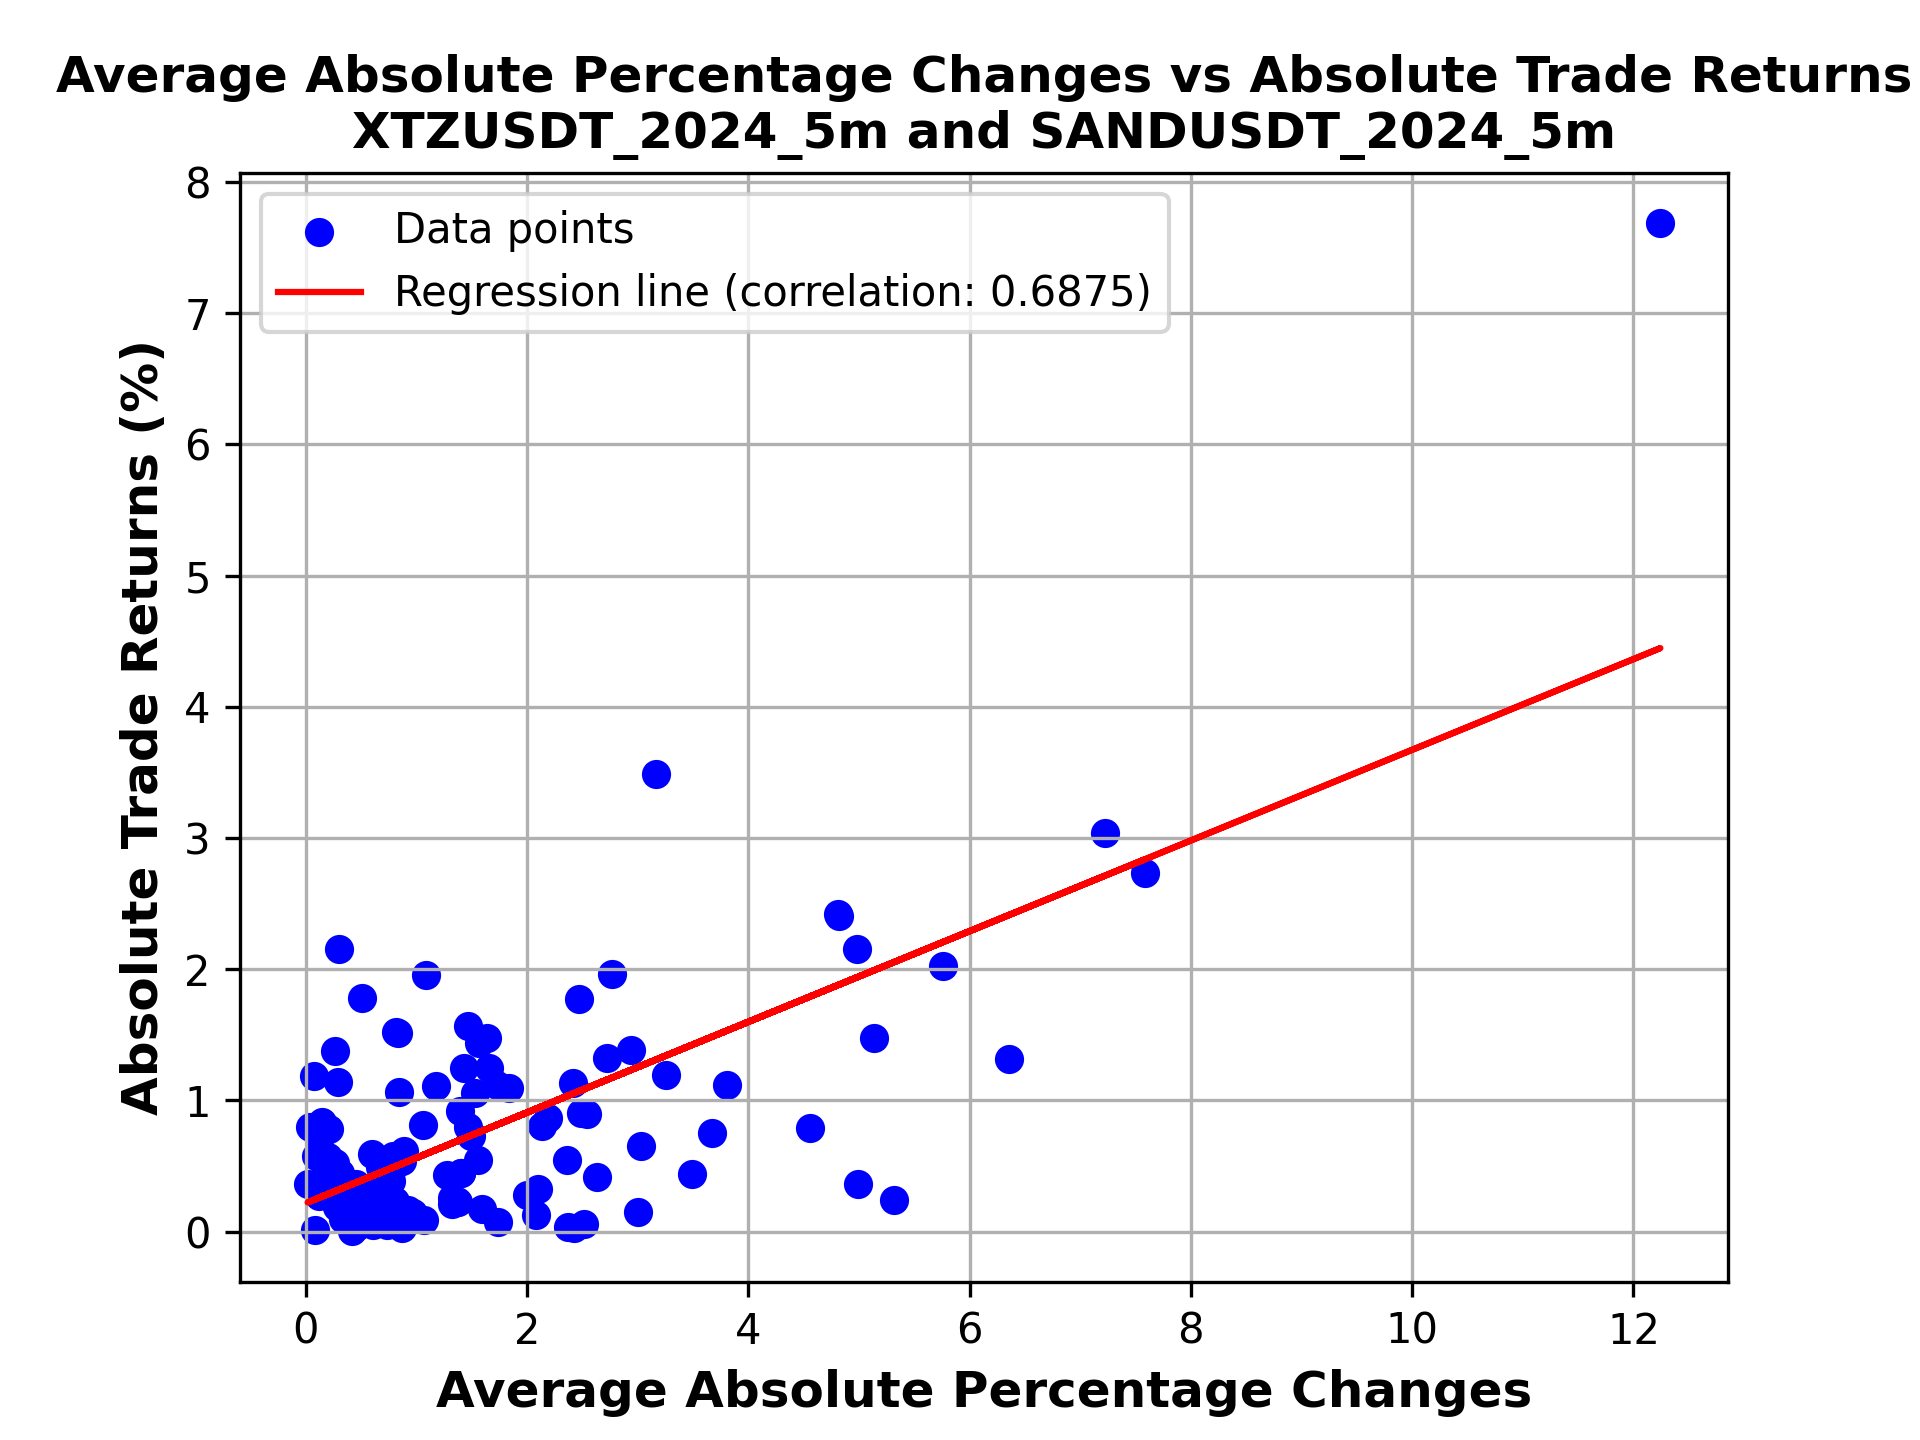 Average Absolute Percentage Changes vs Absolute Trade Returns
XTZUSDT_2024_5m and SANDUSDT_2024_5m
Data points
Regression line (correlation: 0.6875)
Absolute Trade Returns (%)
8
7
6
5
4
3
2
1
0
0 2 4 6 8 10 12
Average Absolute Percentage Changes